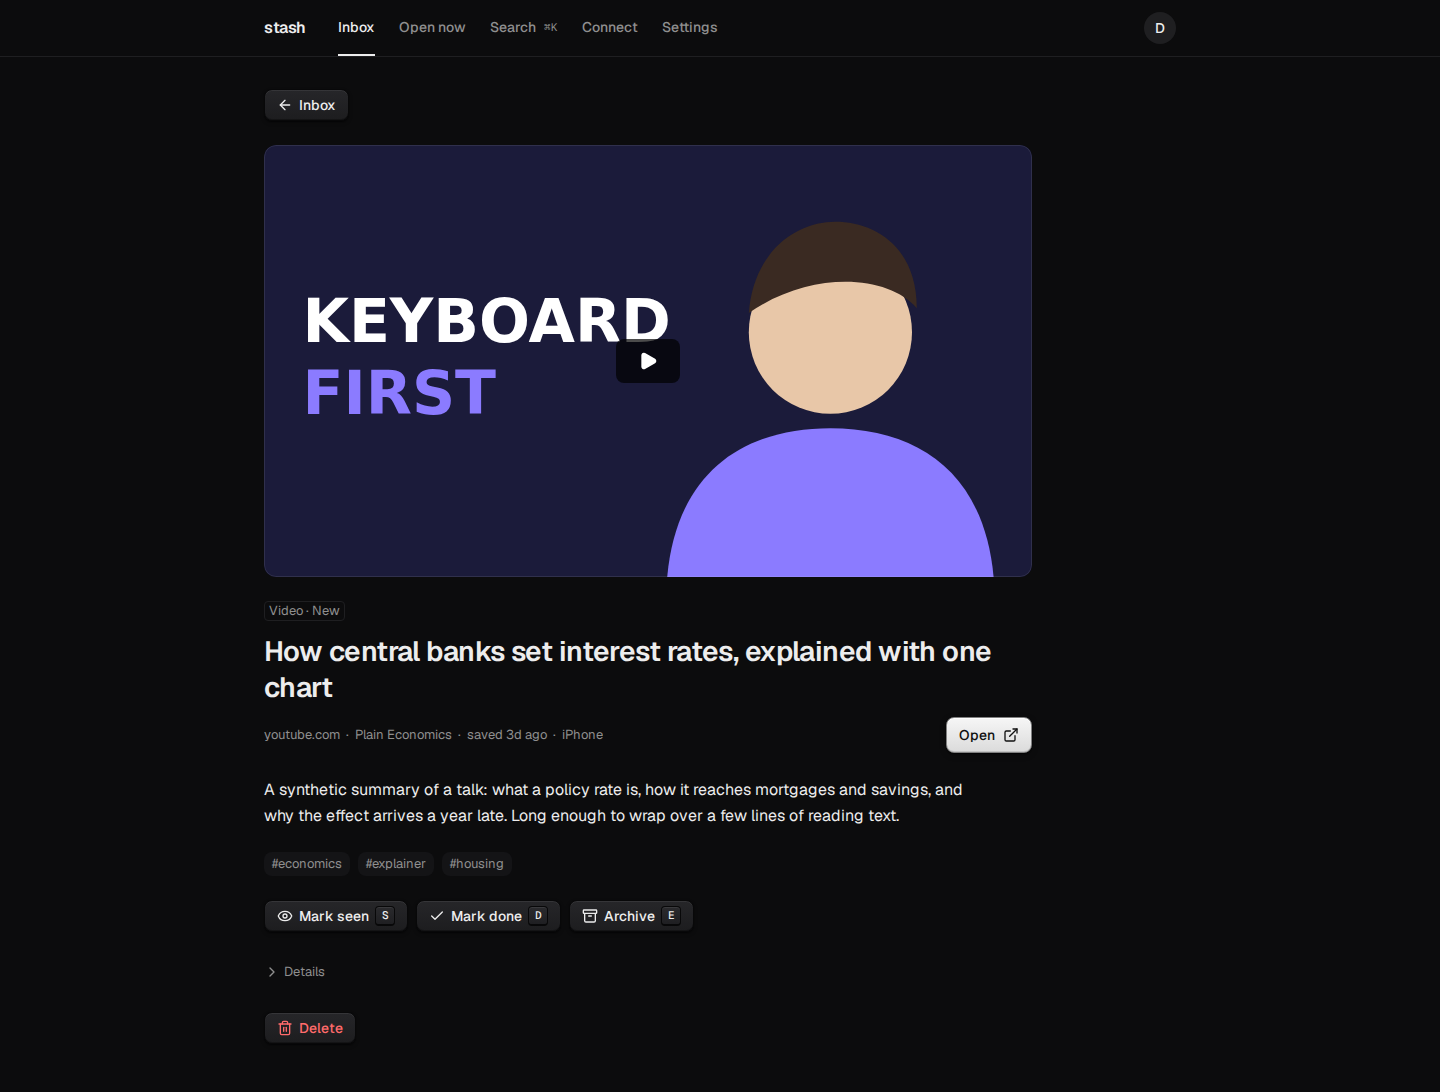 stash
Inbox
Open now
Search ⌘K
Connect
Settings
D
Inbox
KEYBOARD
FIRST
Video · New
How central banks set interest rates, explained with one
chart
youtube.com · Plain Economics · saved 3d ago · iPhone
Open
A synthetic summary of a talk: what a policy rate is, how it reaches mortgages and savings, and
why the effect arrives a year late. Long enough to wrap over a few lines of reading text.
#economics
#explainer
#housing
Mark seen S
Mark done D
Archive E
Details
Delete